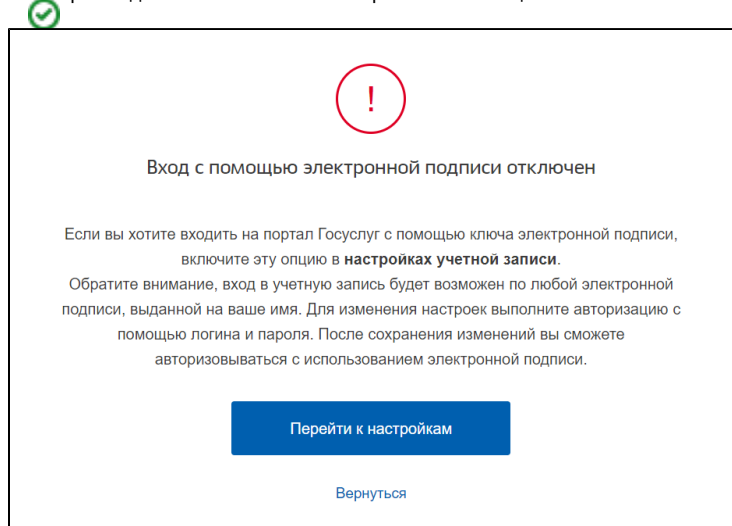 !
Вход с помощью электронной подписи отключен
Если вы хотите входить на портал Госуслуг с помощью ключа электронной подписи,
включите эту опцию в настройках учетной записи.
Обратите внимание, вход в учетную запись будет возможен по любой электронной
подписи, выданной на ваше имя. Для изменения настроек выполните авторизацию с
помощью логина и пароля. После сохранения изменений вы сможете
авторизовываться с использованием электронной подписи.
Перейти к настройкам
Вернуться